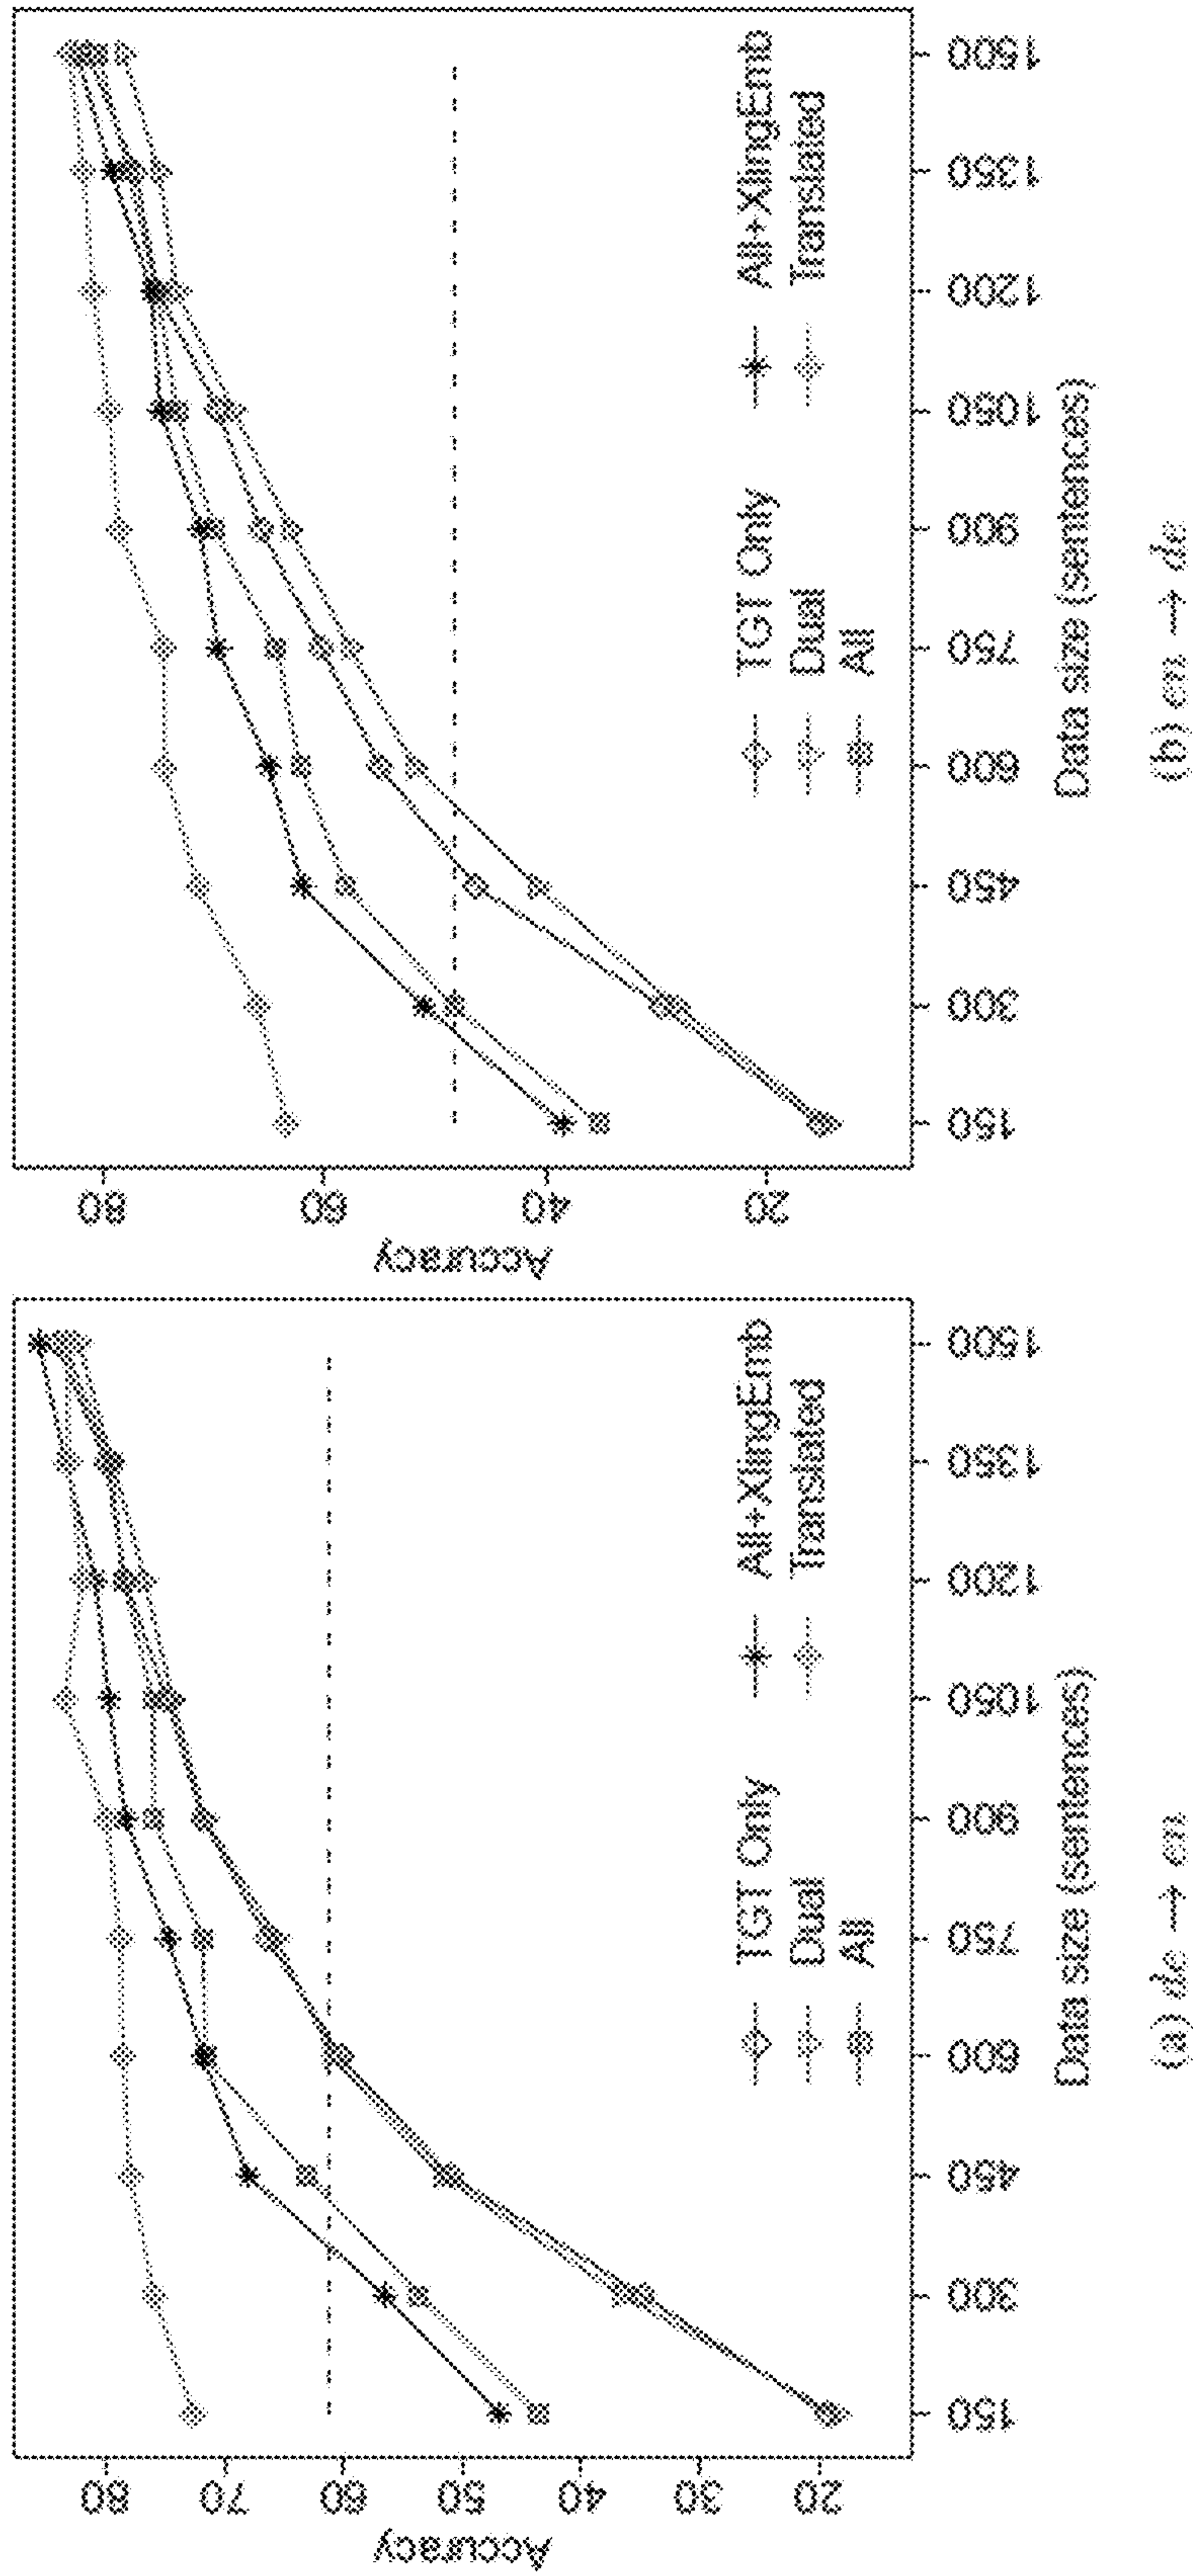 Accuracy
80
70
60
50
40
30
20
TGT Only
Dual
All
All+XlingEmb
Translated
150
300
450
600
750
900
1050
1200
1350
1500
Data size (sentences)
(a) de → en
Accuracy
80
60
40
20
TGT Only
Dual
All
All+XlingEmb
Translated
150
300
450
600
750
900
1050
1200
1350
1500
Data size (sentences)
(b) en → de